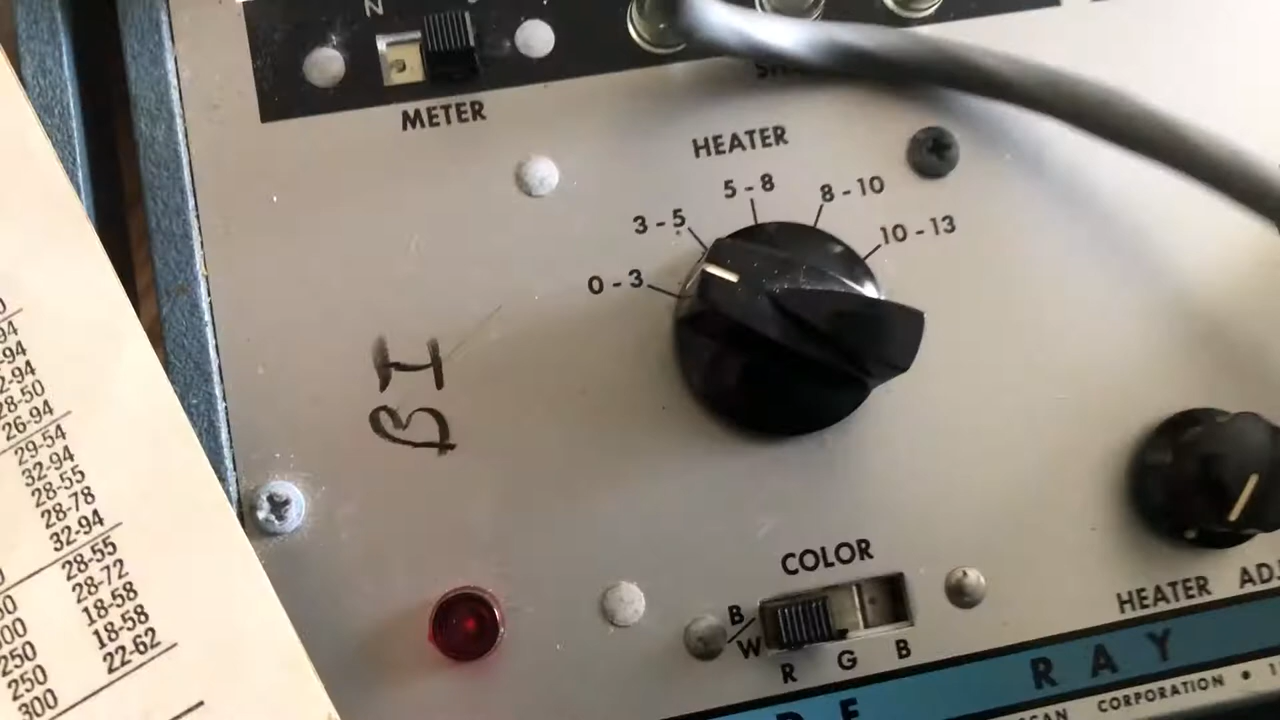 METER
HEATER
5 - 8
8 - 10
3 - 5
10 - 13
0 - 3
BI
COLOR
B/W
R G B
HEATER
RAY
CORPORATION
94
-94
2-94
28-50
26-94
29-54
32-94
28-55
28-78
32-94
28-55
28-72
18-58
250 18-58
250 22-62
300